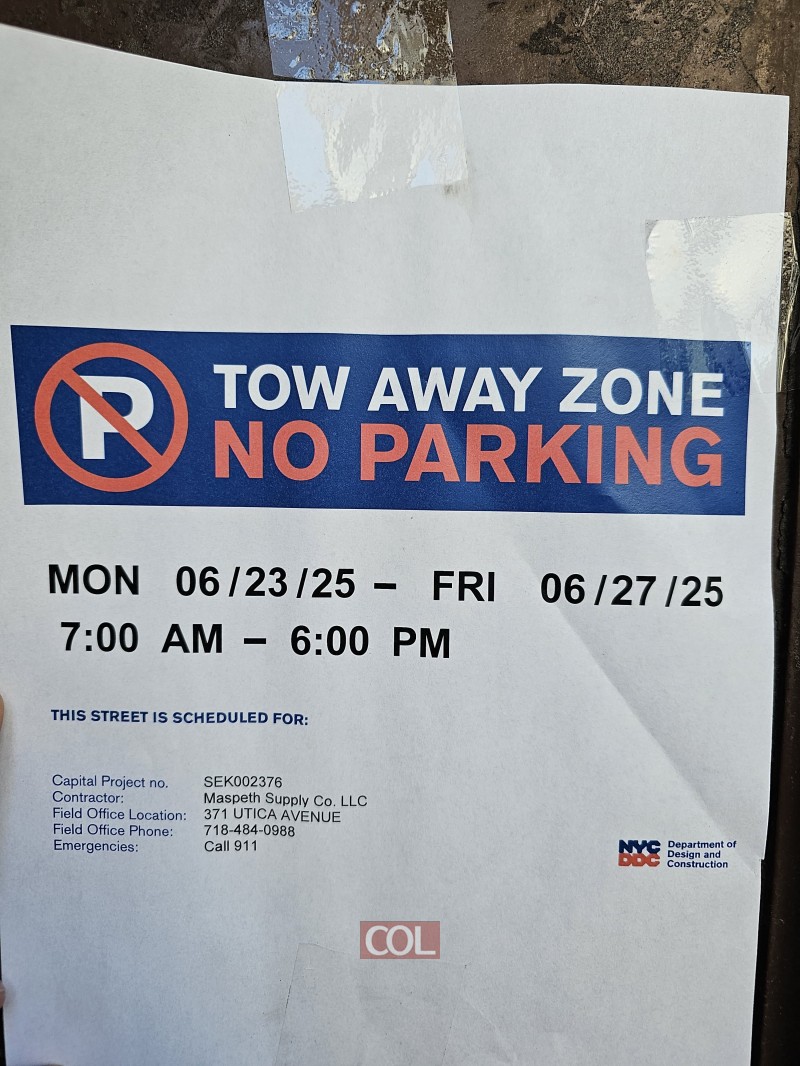 P
TOW AWAY ZONE
NO PARKING
MON 06/23/25 – FRI 06/27/25
7:00 AM – 6:00 PM
THIS STREET IS SCHEDULED FOR:
Capital Project no. SEK002376
Contractor: Maspeth Supply Co. LLC
Field Office Location: 371 UTICA AVENUE
Field Office Phone: 718-484-0988
Emergencies: Call 911
NYC DDC
Department of
Design and
Construction
COL